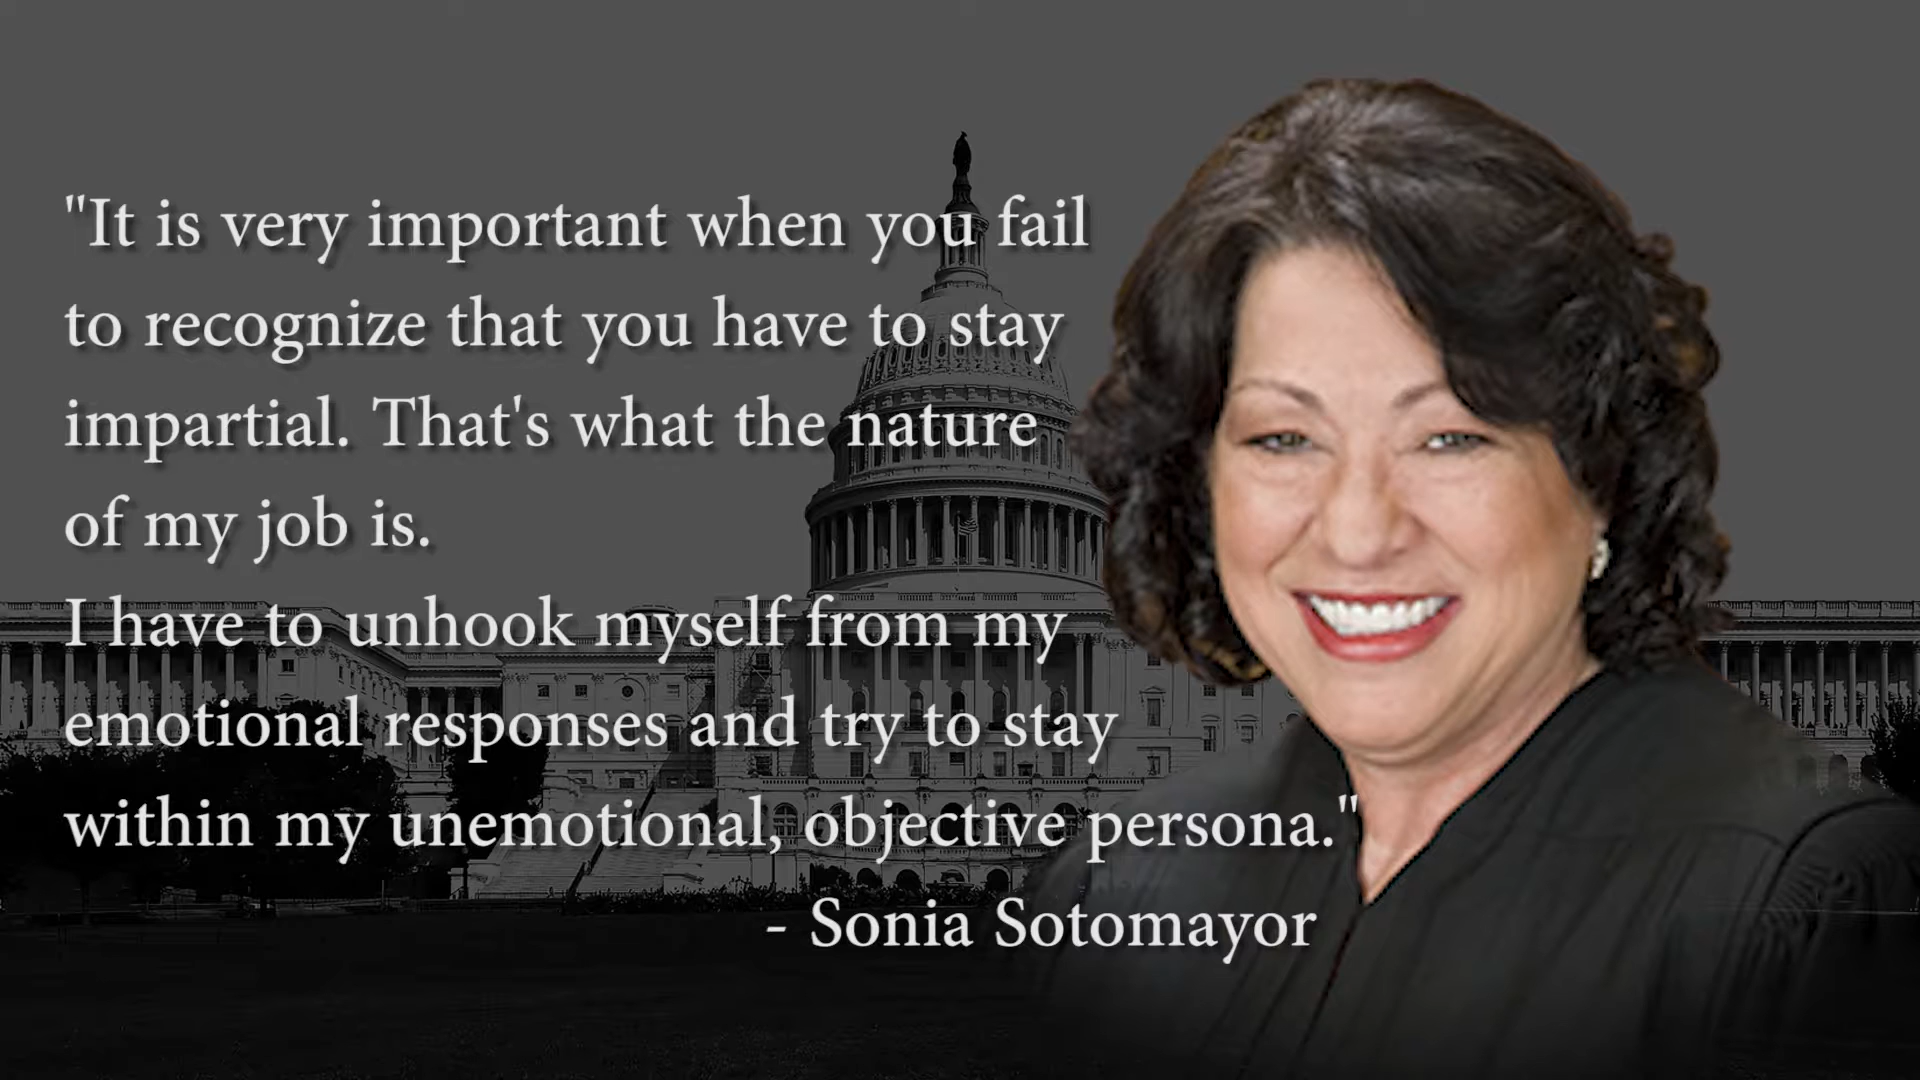 "It is very important when you fail
to recognize that you have to stay
impartial. That's what the nature
of my job is.
I have to unhook myself from my
emotional responses and try to stay
within my unemotional, objective persona."
- Sonia Sotomayor